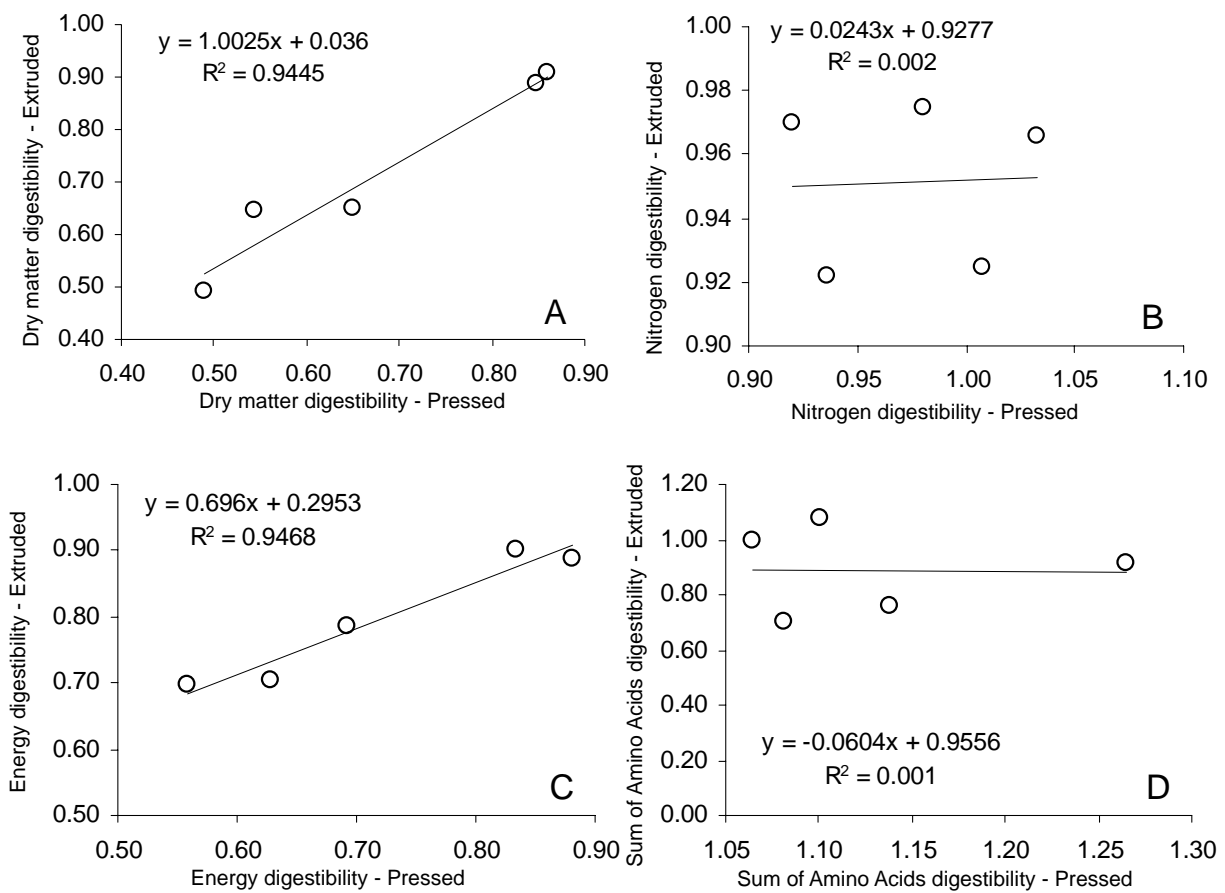 y = 1.0025x + 0.036
R² = 0.9445
Dry matter digestibility - Extruded
1.00
0.90
0.80
0.70
0.60
0.50
0.40
A
0.40 0.50 0.60 0.70 0.80 0.90
Dry matter digestibility - Pressed
y = 0.0243x + 0.9277
R² = 0.002
Nitrogen digestibility - Extruded
1.00
0.98
0.96
0.94
0.92
0.90
B
0.90 0.95 1.00 1.05 1.10
Nitrogen digestibility - Pressed
y = 0.696x + 0.2953
R² = 0.9468
Energy digestibility - Extruded
1.00
0.90
0.80
0.70
0.60
0.50
C
0.50 0.60 0.70 0.80 0.90
Energy digestibility - Pressed
Sum of Amino Acids digestibility - Extruded
1.20
1.00
0.80
0.60
0.40
0.20
0.00
y = -0.0604x + 0.9556
R² = 0.001
D
1.05 1.10 1.15 1.20 1.25 1.30
Sum of Amino Acids digestibility - Pressed